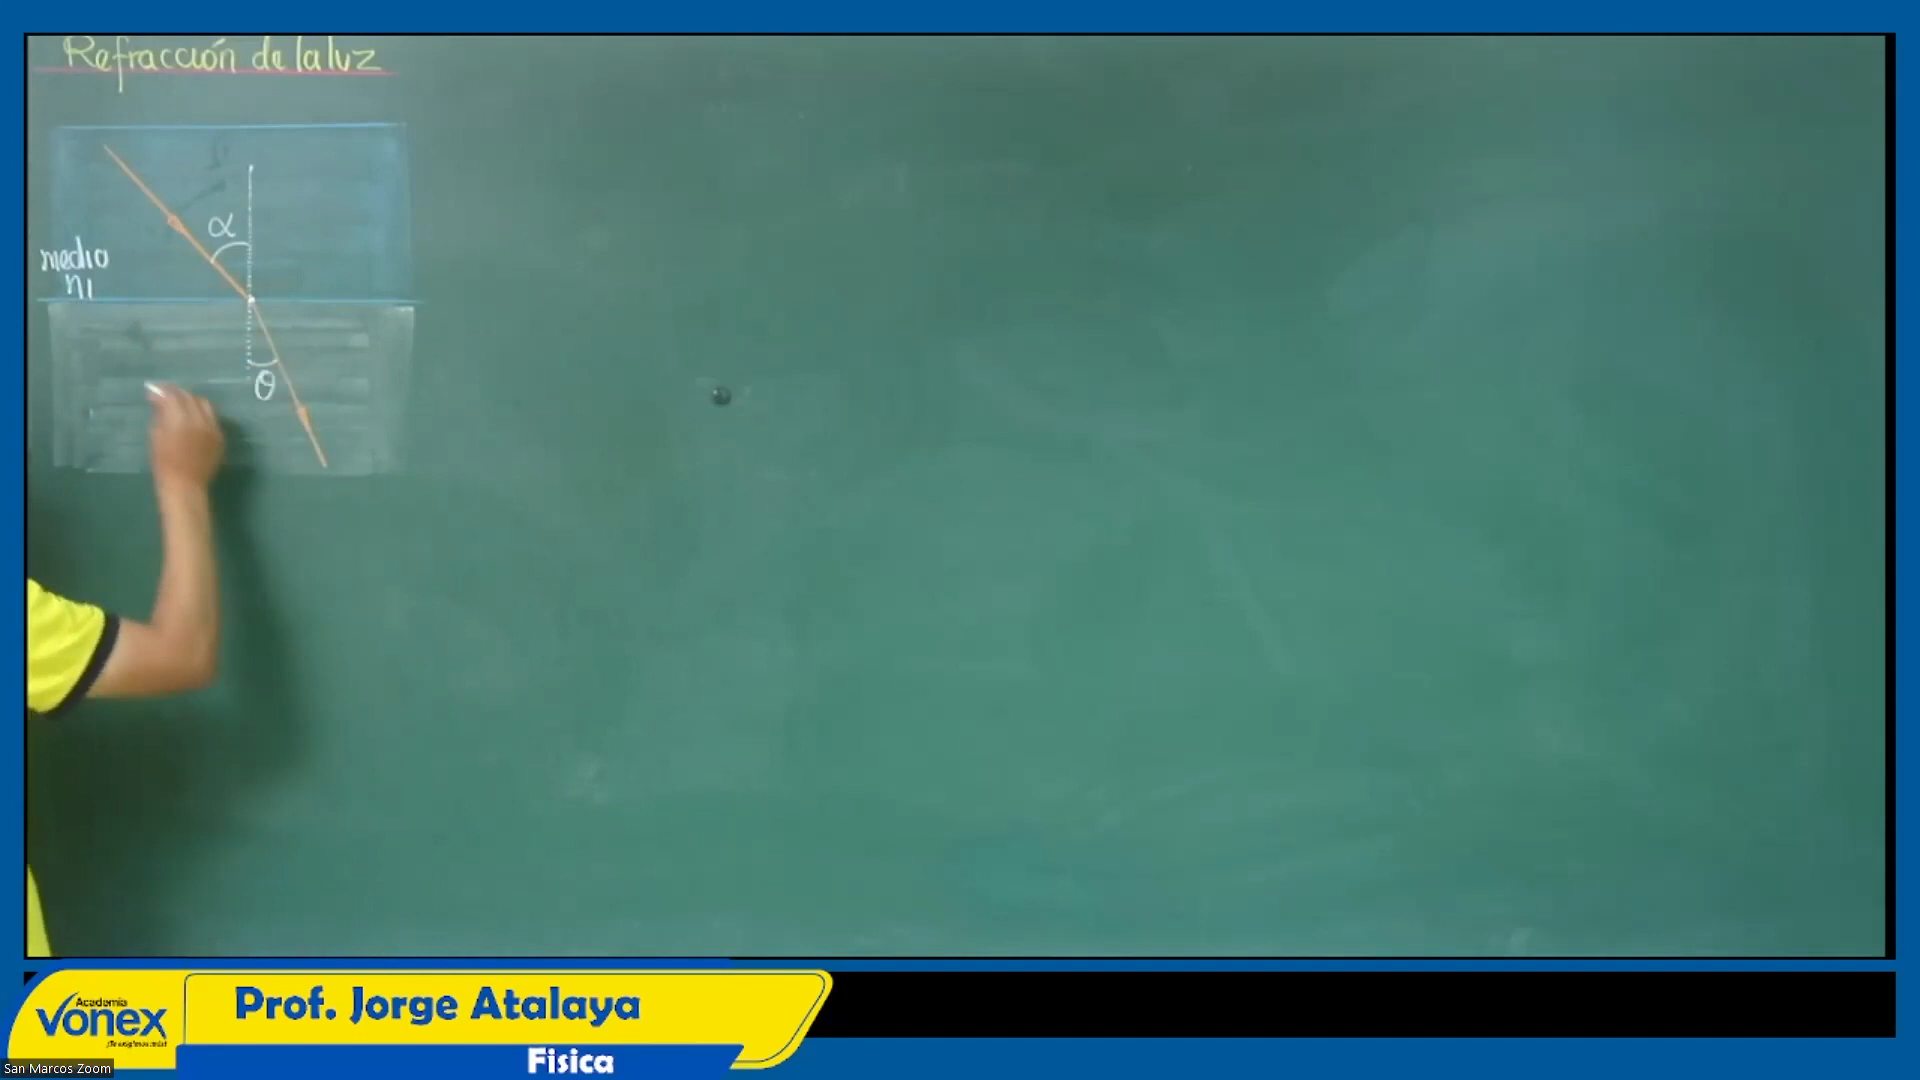 Refracción de la luz
α
medio
n1
θ
Academia
vonex
Prof. Jorge Atalaya
Fisica
San Marcos Zoom